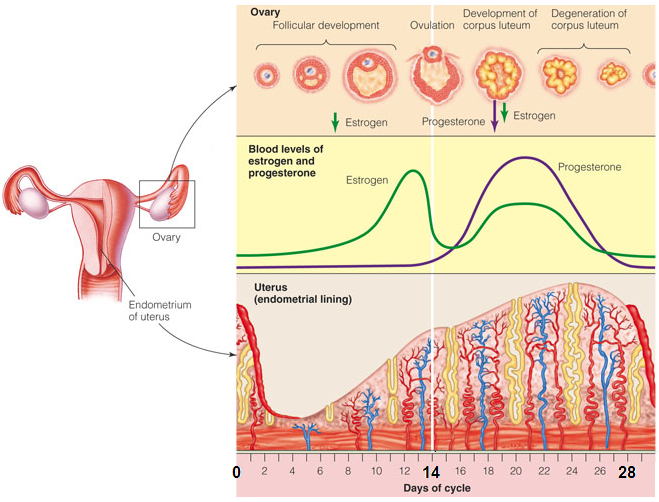 Ovary
Follicular development
Ovulation
Development of
corpus luteum
Degeneration of
corpus luteum
Estrogen
Progesterone
Estrogen
Blood levels of
estrogen and
progesterone
Estrogen
Progesterone
Ovary
Endometrium
of uterus
Uterus
(endometrial lining)
0 2 4 6 8 10 12 14 16 18 20 22 24 26 28
Days of cycle